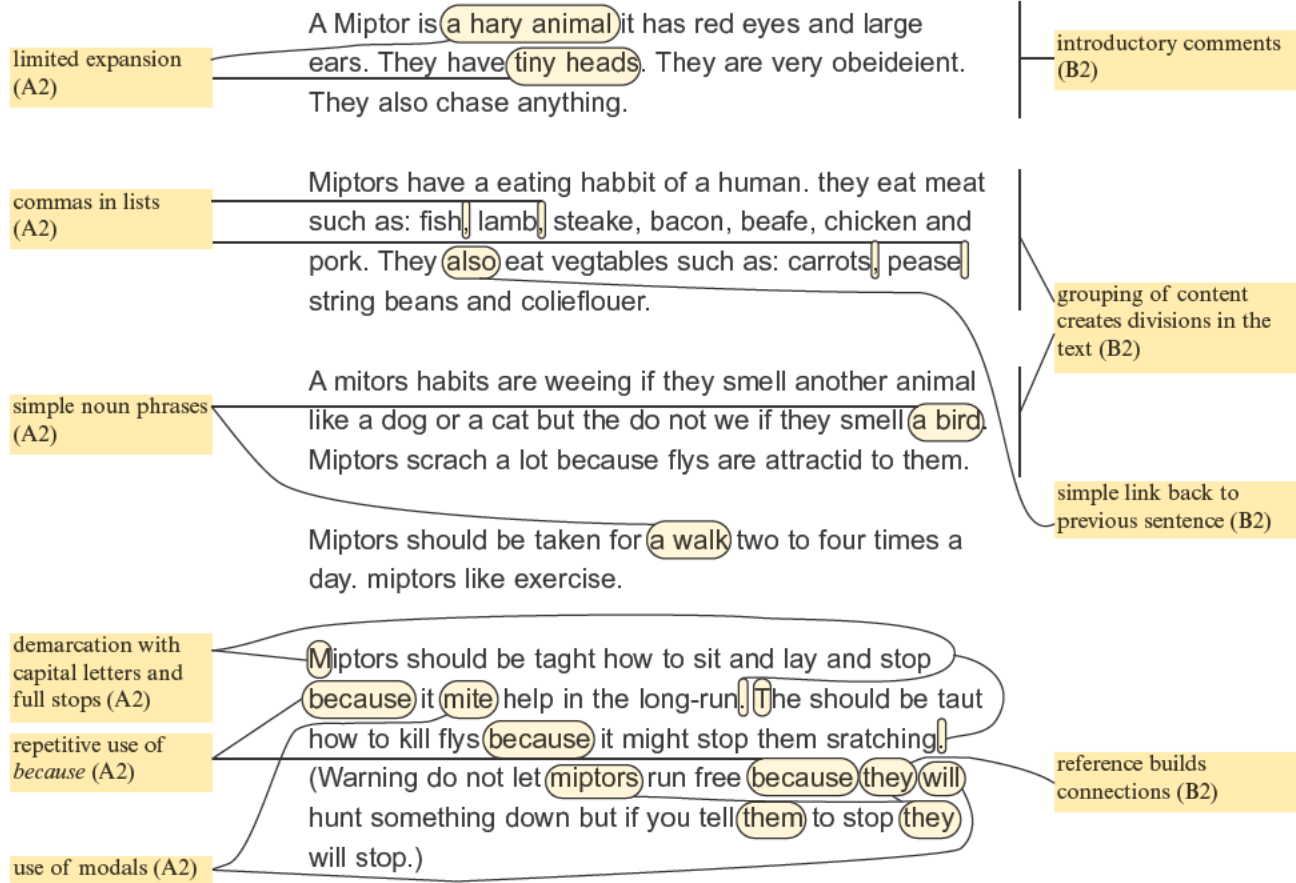 limited expansion
(A2)
commas in lists
(A2)
simple noun phrases
(A2)
demarcation with
capital letters and
full stops (A2)
repetitive use of
because (A2)
use of modals (A2)
A Miptor is a hary animal it has red eyes and large
ears. They have tiny heads. They are very obeideient.
They also chase anything.
Miptors have a eating habbit of a human. they eat meat
such as: fish, lamb, steake, bacon, beafe, chicken and
pork. They also eat vegtables such as: carrots, pease
string beans and colieflouer.
A mitors habits are weeing if they smell another animal
like a dog or a cat but the do not we if they smell a bird.
Miptors scrach a lot because flys are attractid to them.
Miptors should be taken for a walk two to four times a
day. miptors like exercise.
Miptors should be taght how to sit and lay and stop
because it mite help in the long-run. The should be taut
how to kill flys because it might stop them sratching.
(Warning do not let miptors run free because they will
hunt something down but if you tell them to stop they
will stop.)
introductory comments
(B2)
grouping of content
creates divisions in the
text (B2)
simple link back to
previous sentence (B2)
reference builds
connections (B2)